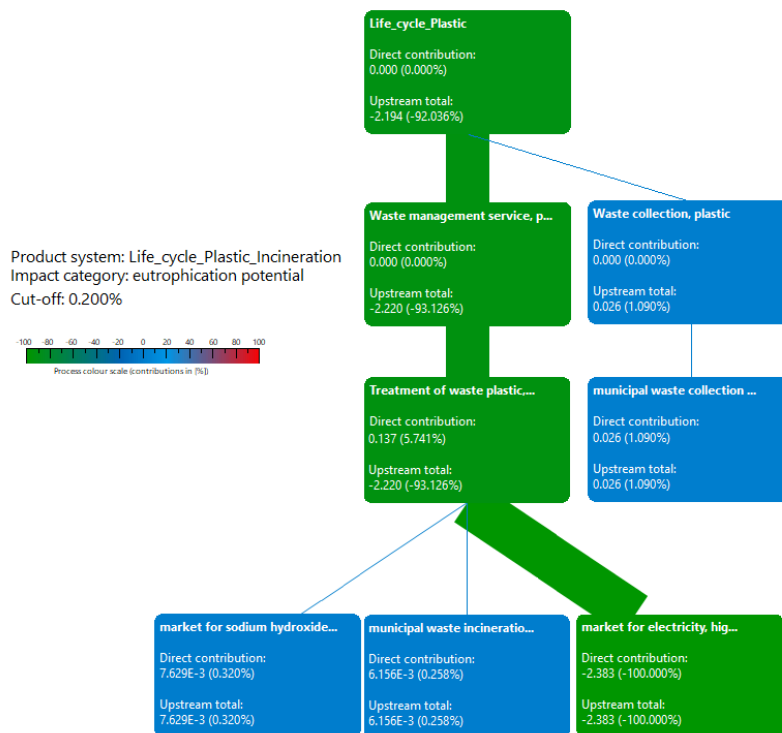 Life_cycle_Plastic
Direct contribution:
0.000 (0.000%)
Upstream total:
-2.194 (-92.036%)
Waste management service, p...
Direct contribution:
0.000 (0.000%)
Upstream total:
-2.220 (-93.126%)
Waste collection, plastic
Direct contribution:
0.000 (0.000%)
Upstream total:
0.026 (1.090%)
Product system: Life_cycle_Plastic_Incineration
Impact category: eutrophication potential
Cut-off: 0.200%
-100 -80 -60 -40 -20 0 20 40 60 80 100
Process colour scale (contributions in [%])
Treatment of waste plastic,...
Direct contribution:
0.137 (5.741%)
Upstream total:
-2.220 (-93.126%)
municipal waste collection ...
Direct contribution:
0.026 (1.090%)
Upstream total:
0.026 (1.090%)
market for sodium hydroxide...
Direct contribution:
7.629E-3 (0.320%)
Upstream total:
7.629E-3 (0.320%)
municipal waste incineratio...
Direct contribution:
6.156E-3 (0.258%)
Upstream total:
6.156E-3 (0.258%)
market for electricity, hig...
Direct contribution:
-2.383 (-100.000%)
Upstream total:
-2.383 (-100.000%)